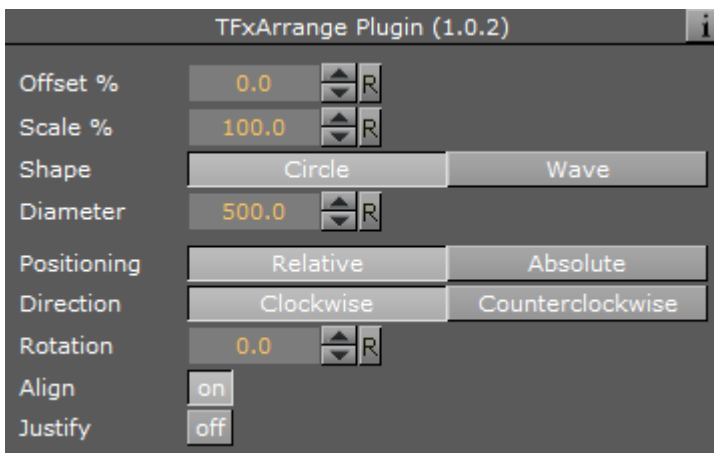 TFxArrange Plugin (1.0.2) i
Offset % 0.0 R
Scale % 100.0 R
Shape Circle Wave
Diameter 500.0 R
Positioning Relative Absolute
Direction Clockwise Counterclockwise
Rotation 0.0 R
Align on
Justify off